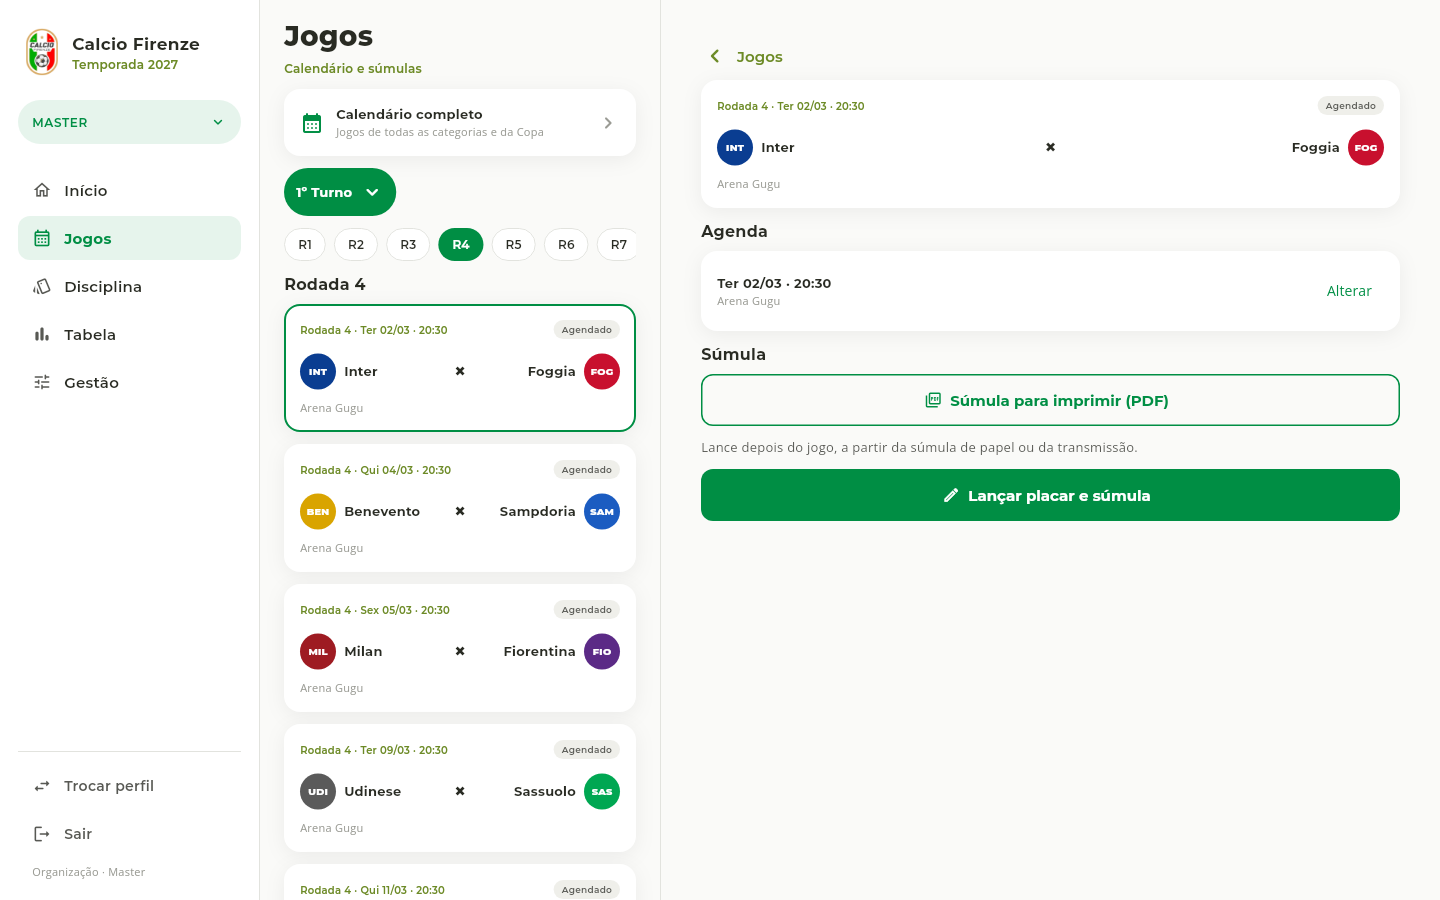 CALCIO
Calcio Firenze
Temporada 2027
MASTER
Início
Jogos
Disciplina
Tabela
Gestão
Trocar perfil
Sair
Organização · Master
Jogos
Calendário e súmulas
Calendário completo
Jogos de todas as categorias e da Copa
1º Turno
R1 R2 R3 R4 R5 R6 R7
Rodada 4
Rodada 4 · Ter 02/03 · 20:30 Agendado
INT Inter ✖ Foggia FOG
Arena Gugu
Rodada 4 · Qui 04/03 · 20:30 Agendado
BEN Benevento ✖ Sampdoria SAM
Arena Gugu
Rodada 4 · Sex 05/03 · 20:30 Agendado
MIL Milan ✖ Fiorentina FIO
Arena Gugu
Rodada 4 · Ter 09/03 · 20:30 Agendado
UDI Udinese ✖ Sassuolo SAS
Arena Gugu
Rodada 4 · Qui 11/03 · 20:30 Agendado
Jogos
Rodada 4 · Ter 02/03 · 20:30 Agendado
INT Inter ✖ Foggia FOG
Arena Gugu
Agenda
Ter 02/03 · 20:30
Arena Gugu
Alterar
Súmula
PDF Súmula para imprimir (PDF)
Lance depois do jogo, a partir da súmula de papel ou da transmissão.
Lançar placar e súmula